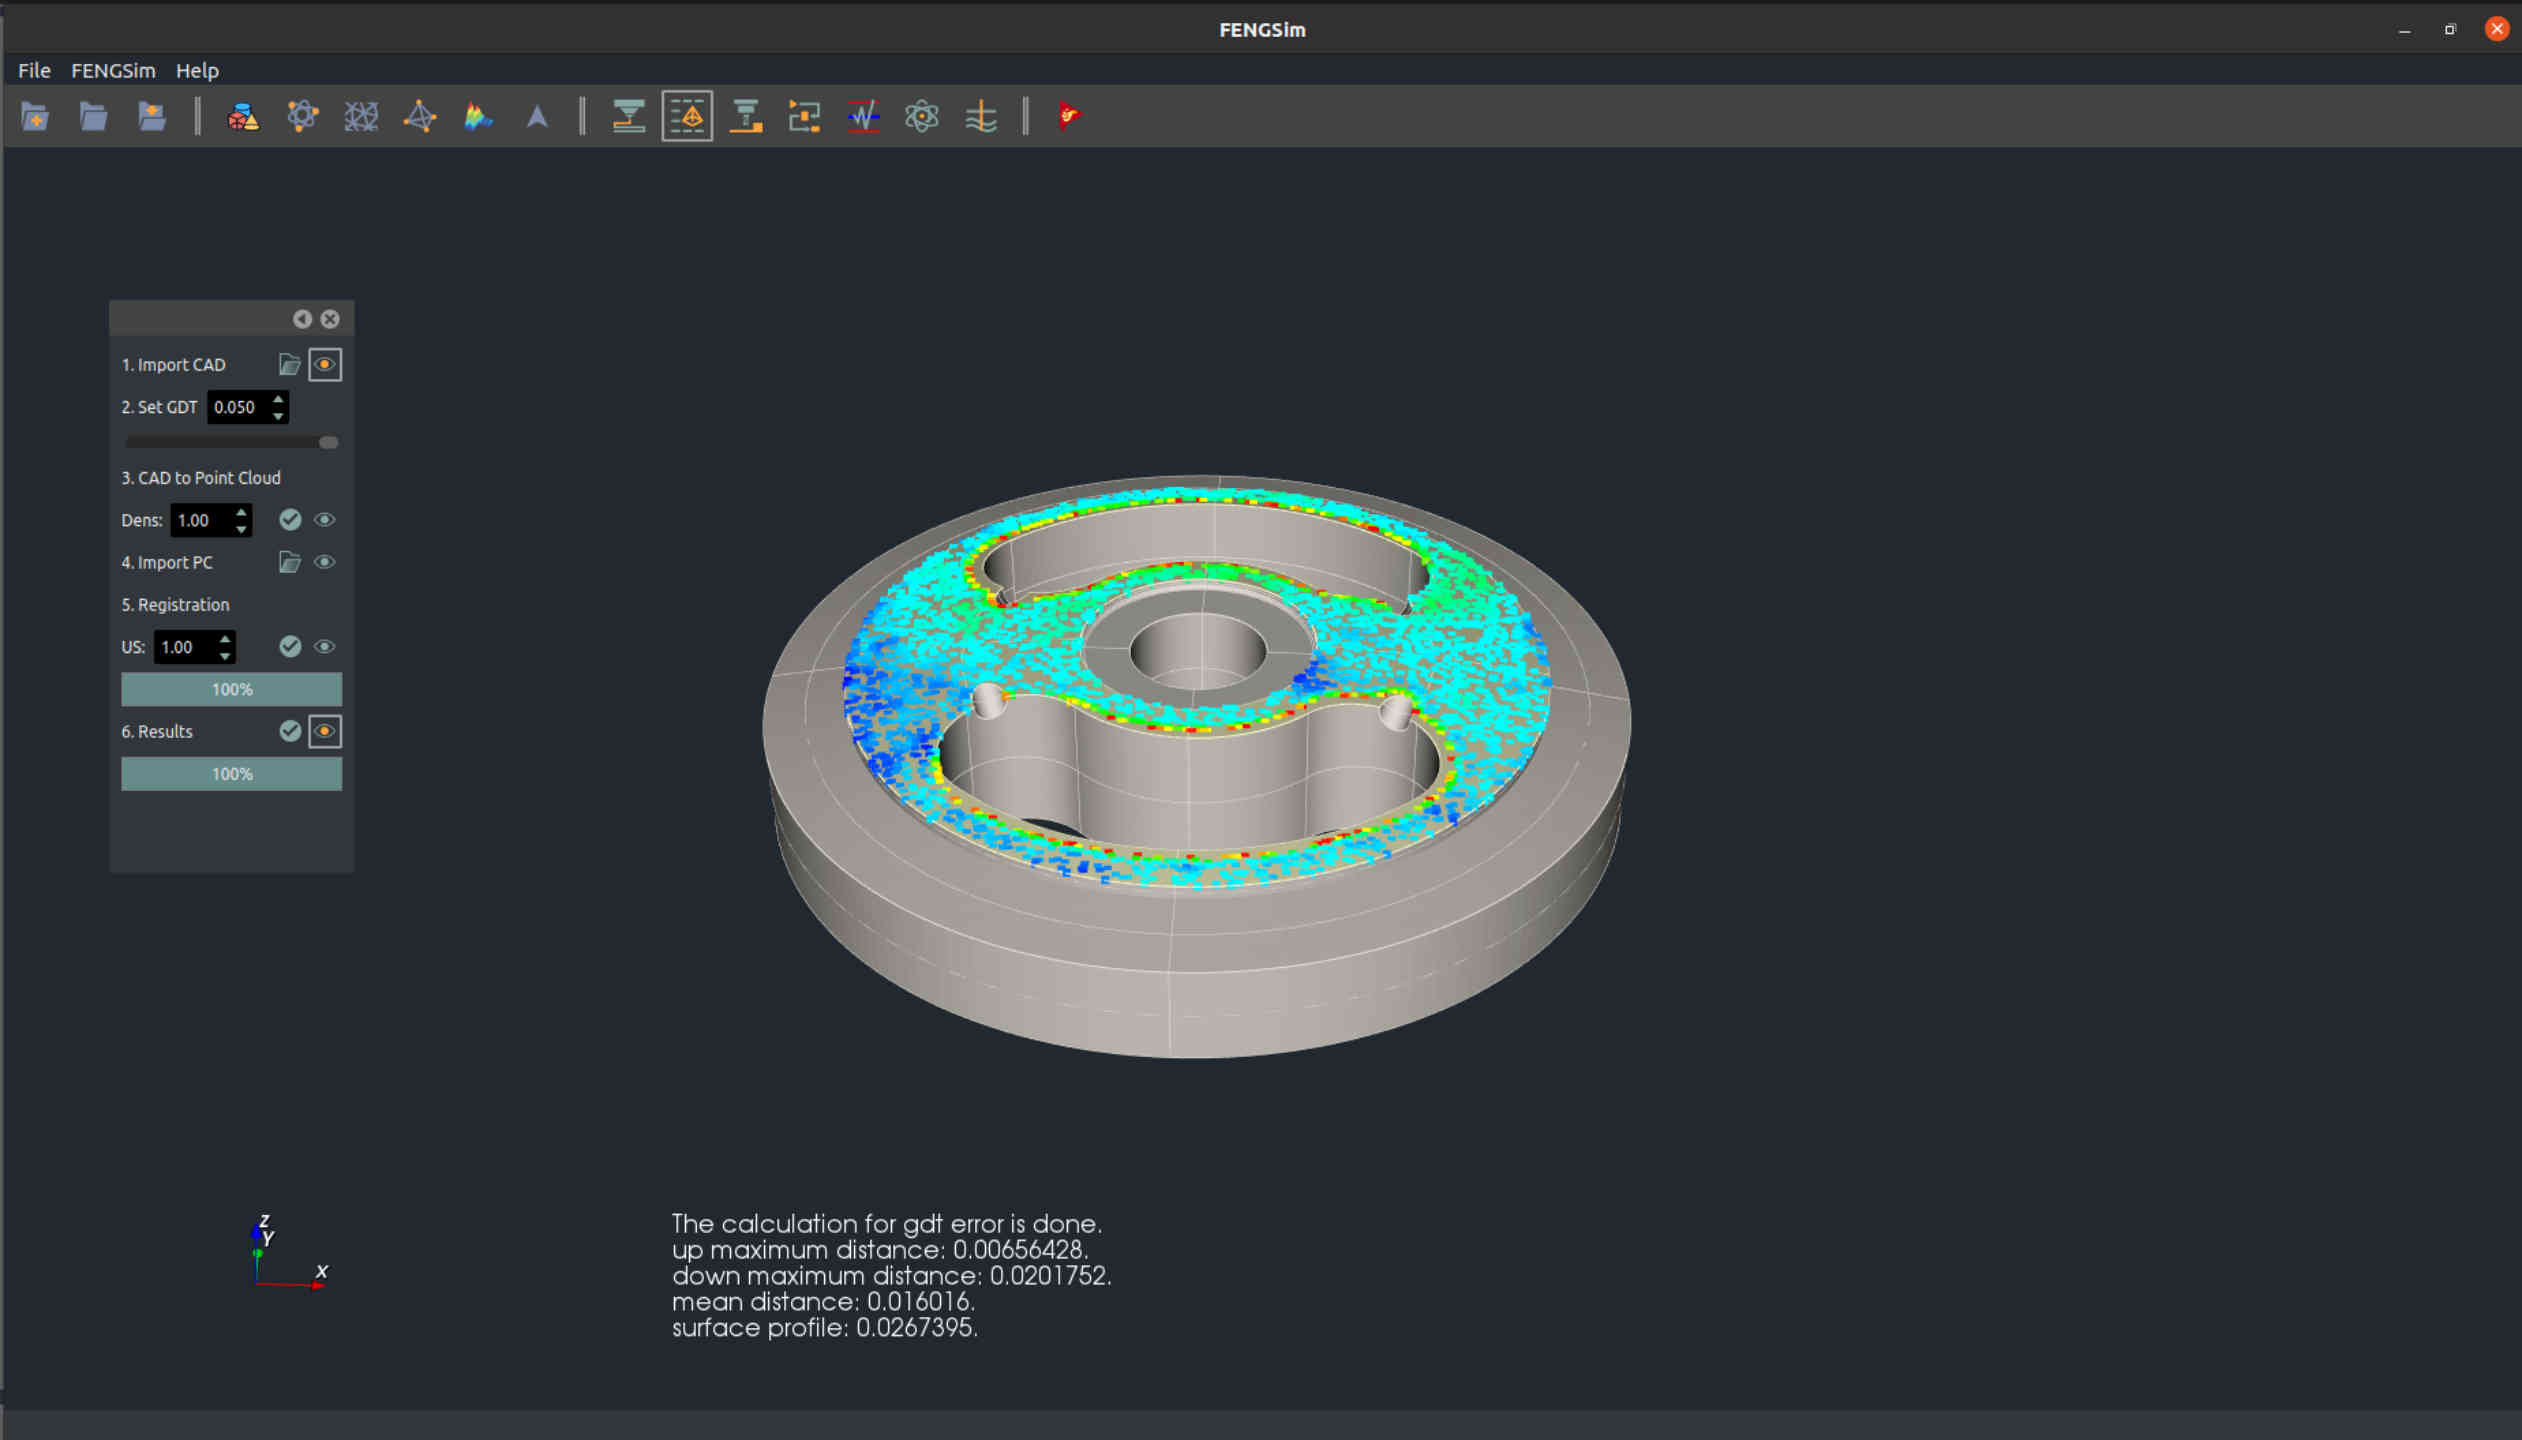 FENGSim
File FENGSim Help
1. Import CAD
2. Set GDT 0.050
3. CAD to Point Cloud
Dens: 1.00
4. Import PC
5. Registration
US: 1.00
100%
6. Results
100%
Z
Y
X
The calculation for gdt error is done.
up maximum distance: 0.00656428.
down maximum distance: 0.0201752.
mean distance: 0.016016.
surface profile: 0.0267395.